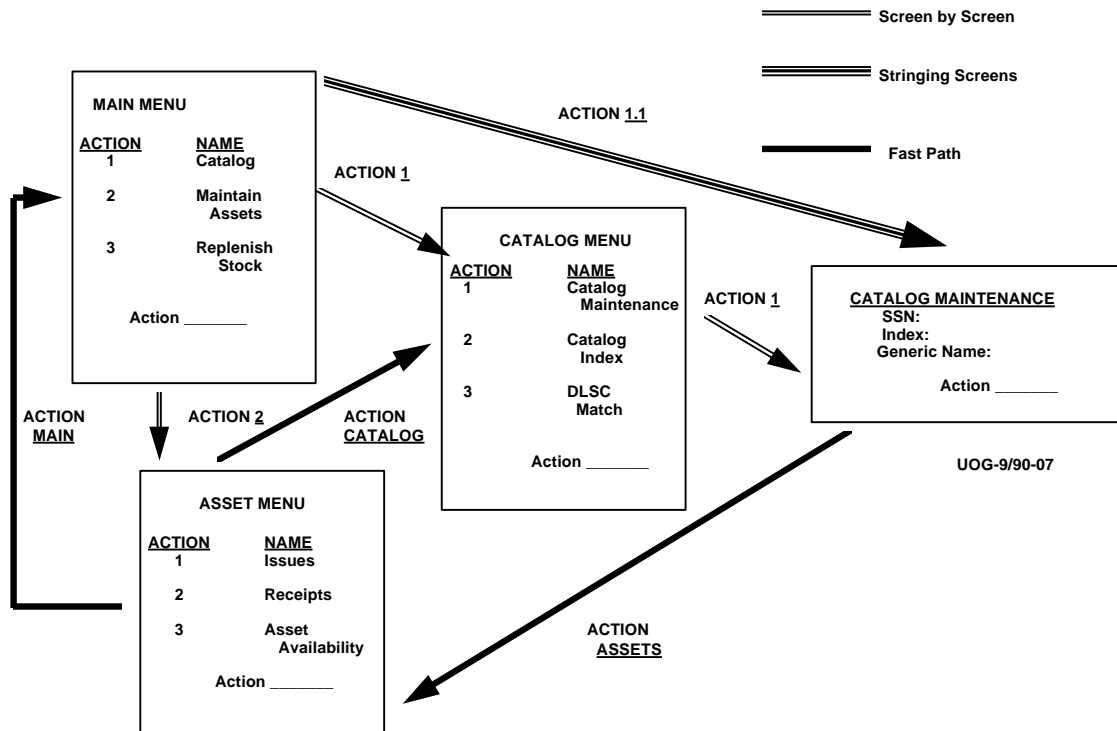 Screen by Screen
Stringing Screens
Fast Path
MAIN MENU
ACTION NAME
1 Catalog
2 Maintain
Assets
3 Replenish
Stock
Action _______
ACTION 1.1
ACTION 1
CATALOG MENU
ACTION NAME
1 Catalog
Maintenance
2 Catalog
Index
3 DLSC
Match
Action _______
ACTION 1
CATALOG MAINTENANCE
SSN:
Index:
Generic Name:
Action _______
UOG-9/90-07
ACTION
MAIN
ACTION 2
ACTION
CATALOG
ASSET MENU
ACTION NAME
1 Issues
2 Receipts
3 Asset
Availability
Action _______
ACTION
ASSETS